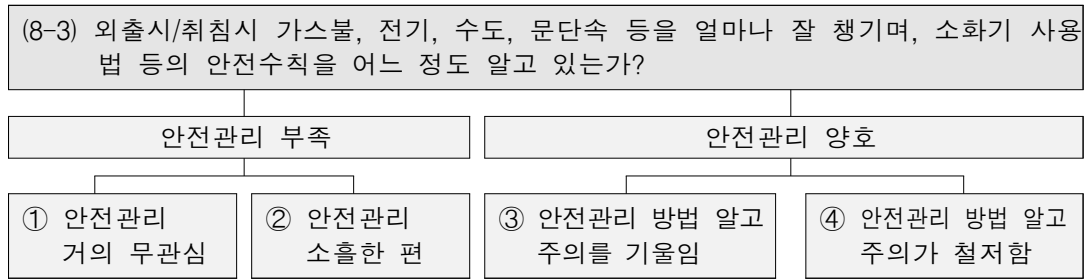 (8-3) 외출시/취침시 가스불, 전기, 수도, 문단속 등을 얼마나 잘 챙기며, 소화기 사용
법 등의 안전수칙을 어느 정도 알고 있는가?
안전관리 부족
안전관리 양호
① 안전관리
거의 무관심
② 안전관리
소흘한 편
③ 안전관리 방법 알고
주의를 기울임
④ 안전관리 방법 알고
주의가 철저함